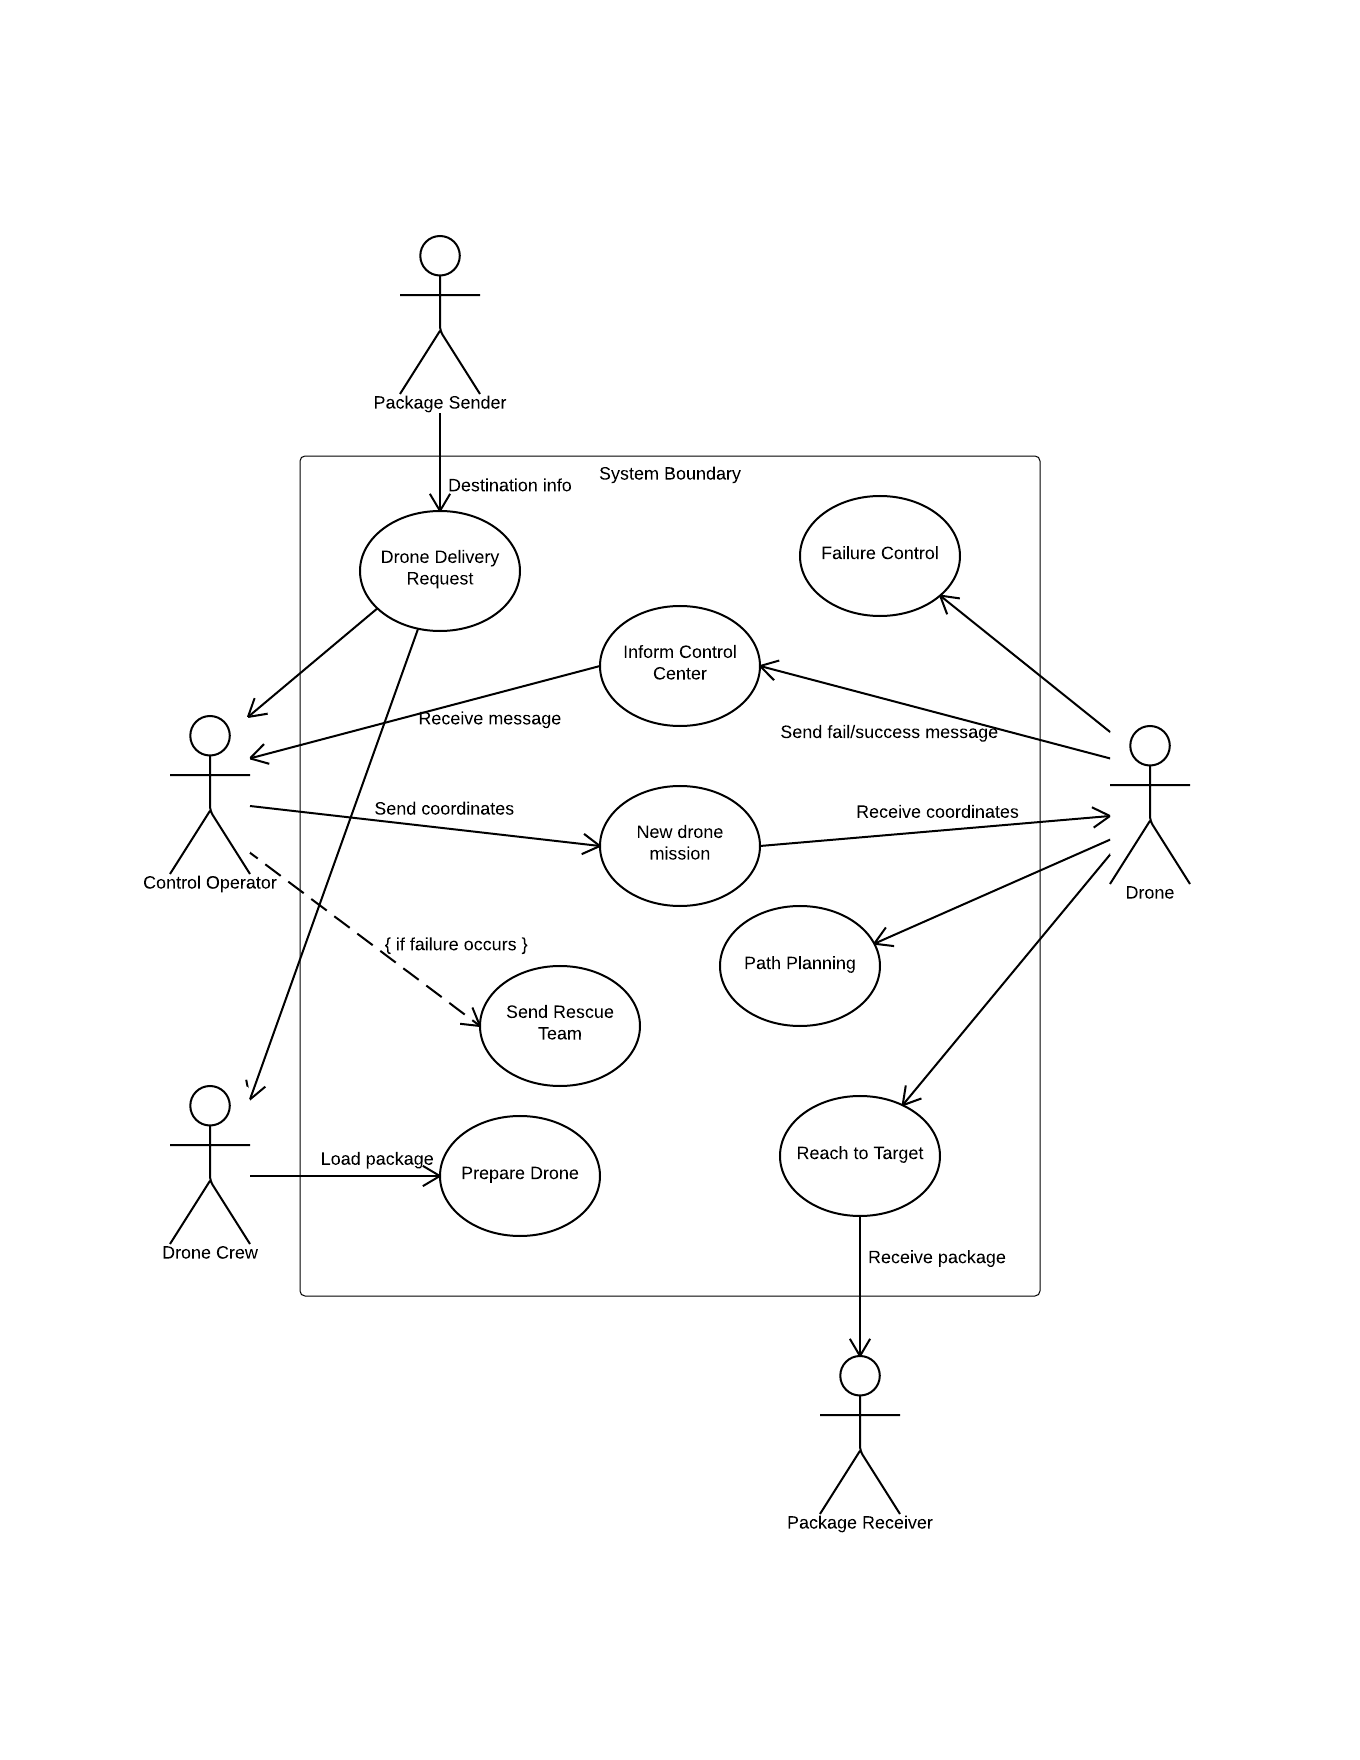 Package Sender
System Boundary
Destination info
Failure Control
Drone Delivery
Request
Inform Control
Center
Receive message
Send fail/success message
Send coordinates
Receive coordinates
New drone
mission
Control Operator
Drone
{ if failure occurs }
Path Planning
Send Rescue
Team
Load package
Prepare Drone
Reach to Target
Drone Crew
Receive package
Package Receiver